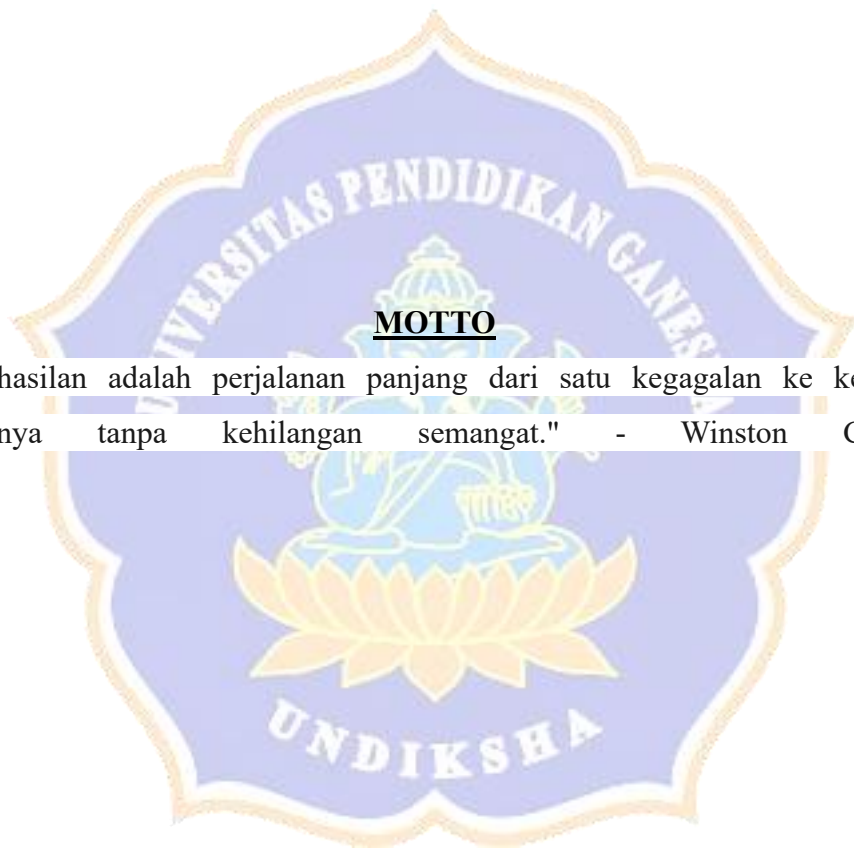 UNIVERSITAS PENDIDIKAN GANESHA
MOTTO
hasilan adalah perjalanan panjang dari satu kegagalan ke ke
nya tanpa kehilangan semangat." - Winston C
UNDIKSHA